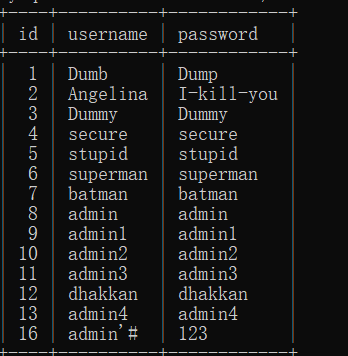 id username password
1 Dumb Dump
2 Angelina I-kill-you
3 Dummy Dummy
4 secure secure
5 stupid stupid
6 superman superman
7 batman batman
8 admin admin
9 admin1 admin1
10 admin2 admin2
11 admin3 admin3
12 dhakkan dhakkan
13 admin4 admin4
16 admin'# 123